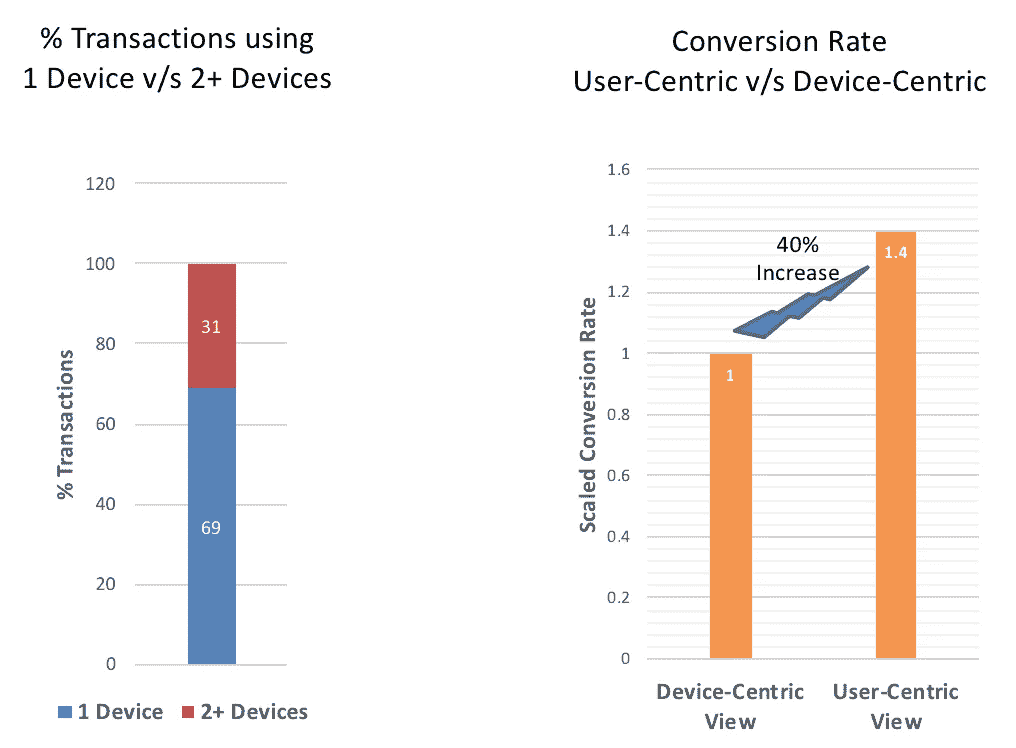 % Transactions using
1 Device v/s 2+ Devices
120
100
80
60
40
20
0
% Transactions
31
69
1 Device
2+ Devices
Conversion Rate
User-Centric v/s Device-Centric
1.6
1.4
1.2
1
0.8
0.6
0.4
0.2
0
Scaled Conversion Rate
40%
Increase
1
1.4
Device-Centric
View
User-Centric
View